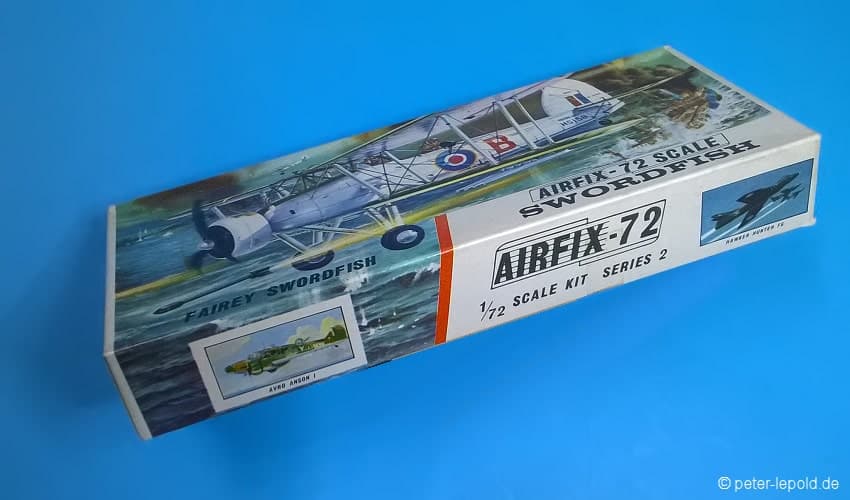 HS158
B
AIRFIX-72 SCALE
SWORDFISH
FAIREY SWORDFISH
AIRFIX-72
1/72 SCALE KIT SERIES 2
HAWKER HUNTER F6
AVRO ANSON I
© peter-lepold.de